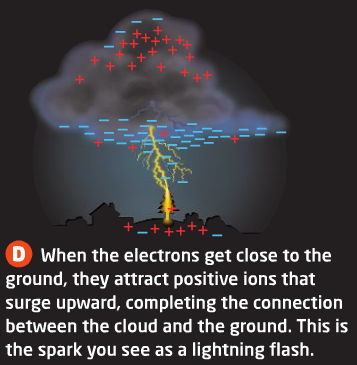 D When the electrons get close to the
ground, they attract positive ions that
surge upward, completing the connection
between the cloud and the ground. This is
the spark you see as a lightning flash.